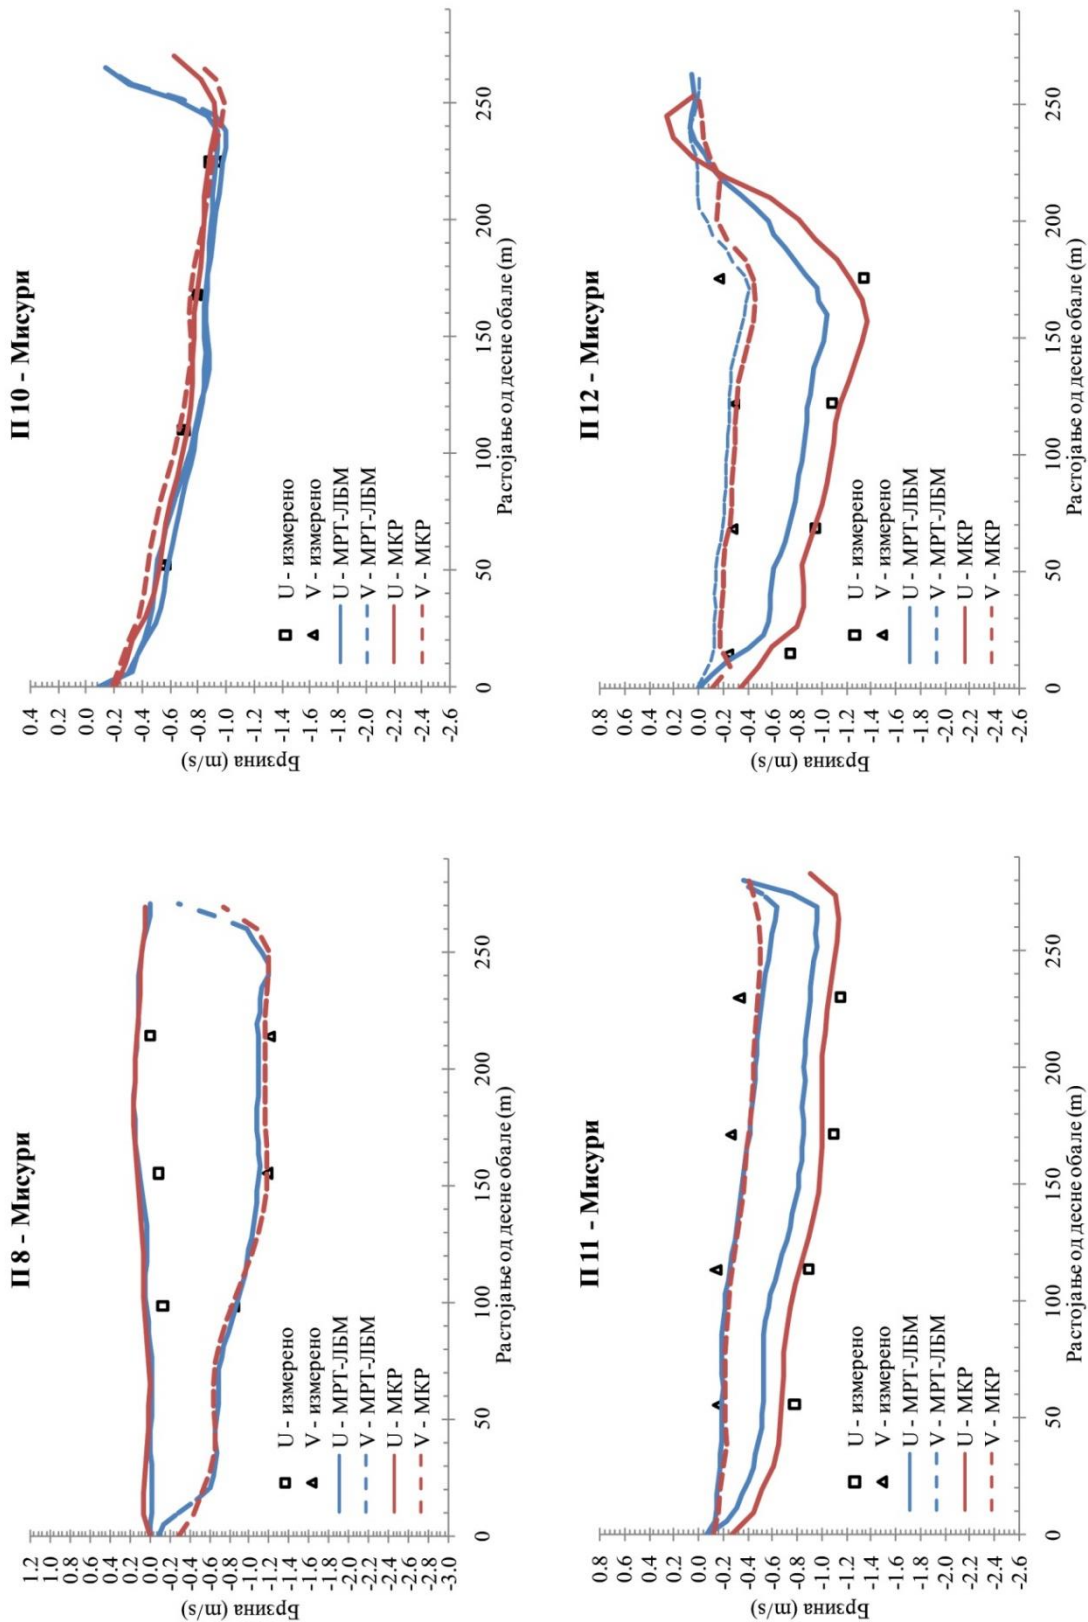 П 8 - Мисури
Брзина (m/s)
1.2
1.0
0.8
0.6
0.4
0.2
0.0
-0.2
-0.4
-0.6
-0.8
-1.0
-1.2
-1.4
-1.6
-1.8
-2.0
-2.2
-2.4
-2.6
-2.8
-3.0
U - измерено
V - измерено
U - МРТ-ЛБМ
V - МРТ-ЛБМ
U - МКР
V - МКР
0 50 100 150 200 250
Растојање од десне обале (m)
П 10 - Мисури
Брзина (m/s)
0.4
0.2
0.0
-0.2
-0.4
-0.6
-0.8
-1.0
-1.2
-1.4
-1.6
-1.8
-2.0
-2.2
-2.4
-2.6
U - измерено
V - измерено
U - МРТ-ЛБМ
V - МРТ-ЛБМ
U - МКР
V - МКР
0 50 100 150 200 250
Растојање од десне обале (m)
П 11 - Мисури
Брзина (m/s)
0.8
0.6
0.4
0.2
0.0
-0.2
-0.4
-0.6
-0.8
-1.0
-1.2
-1.4
-1.6
-1.8
-2.0
-2.2
-2.4
-2.6
U - измерено
V - измерено
U - МРТ-ЛБМ
V - МРТ-ЛБМ
U - МКР
V - МКР
0 50 100 150 200 250
Растојање од десне обале (m)
П 12 - Мисури
Брзина (m/s)
0.8
0.6
0.4
0.2
0.0
-0.2
-0.4
-0.6
-0.8
-1.0
-1.2
-1.4
-1.6
-1.8
-2.0
-2.2
-2.4
-2.6
U - измерено
V - измерено
U - МРТ-ЛБМ
V - МРТ-ЛБМ
U - МКР
V - МКР
0 50 100 150 200 250
Растојање од десне обале (m)